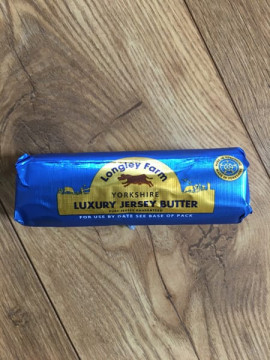 Longley Farm
YORKSHIRE
LUXURY JERSEY BUTTER
FOR USE BY DATE SEE BASE OF PACK